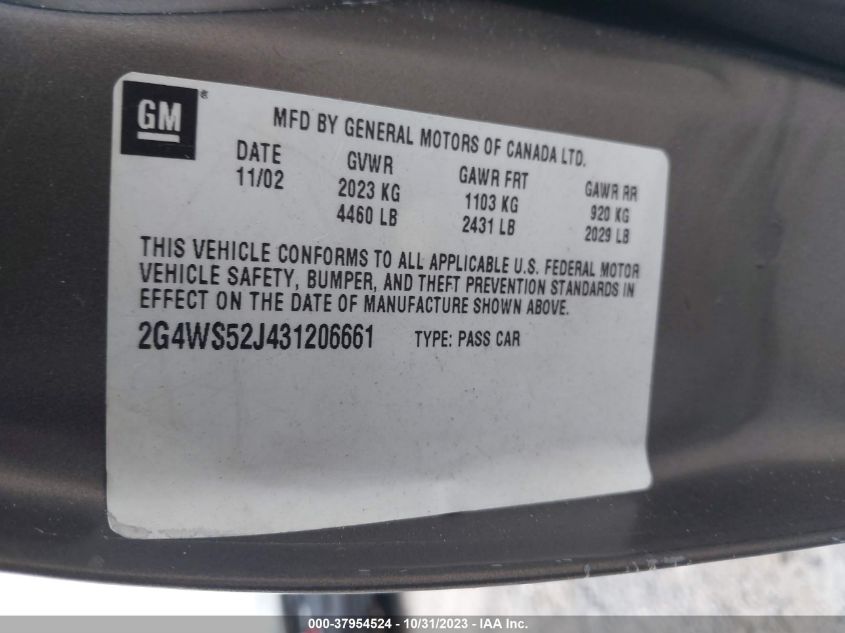 GM®
MFD BY GENERAL MOTORS OF CANADA LTD.
DATE GVWR GAWR FRT GAWR RR
11/02 2023 KG 1103 KG 920 KG
4460 LB 2431 LB 2029 LB
THIS VEHICLE CONFORMS TO ALL APPLICABLE U.S. FEDERAL MOTOR
VEHICLE SAFETY, BUMPER, AND THEFT PREVENTION STANDARDS IN
EFFECT ON THE DATE OF MANUFACTURE SHOWN ABOVE.
2G4WS52J431206661 TYPE: PASS CAR
000-37954524 - 10/31/2023 - IAA Inc.